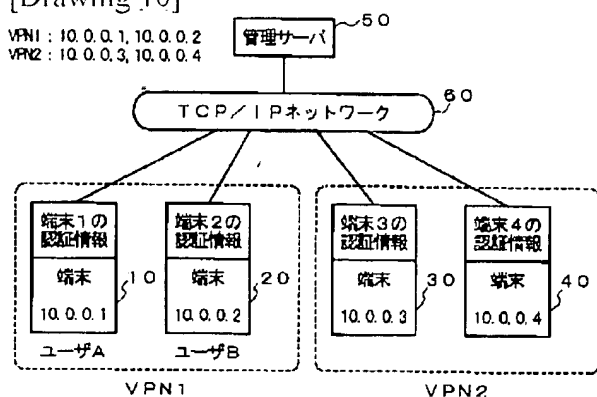 [Drawing 10]
VPN1 : 10.0.0.1, 10.0.0.2
VPN2 : 10.0.0.3, 10.0.0.4
管理サーバ
50
TCP/IPネットワーク
60
端末1の
認証情報
端末
10.0.0.1
10
ユーザA
端末2の
認証情報
端末
10.0.0.2
20
ユーザB
VPN1
端末3の
認証情報
端末
10.0.0.3
30
端末4の
認証情報
端末
10.0.0.4
40
VPN2